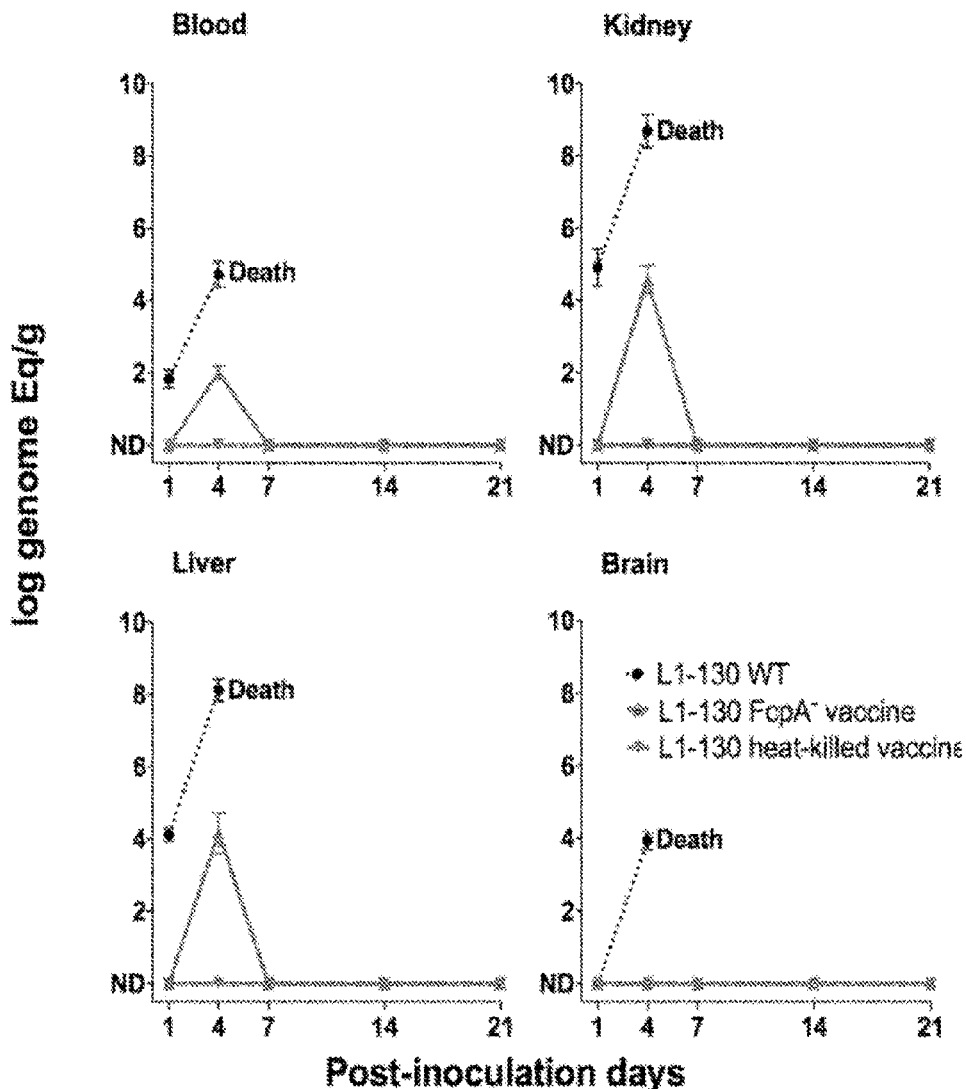 Blood
Kidney
10
8
6
4
2
ND
Death
1 4 7 14 21
10
8
6
4
2
ND
Death
1 4 7 14 21
log genome Eq/g
Liver
Brain
10
8
6
4
2
ND
Death
1 4 7 14 21
10
8
6
4
2
ND
L1-130 WT
L1-130 FcpA⁻ vaccine
L1-130 heat-killed vaccine
Death
1 4 7 14 21
Post-inoculation days